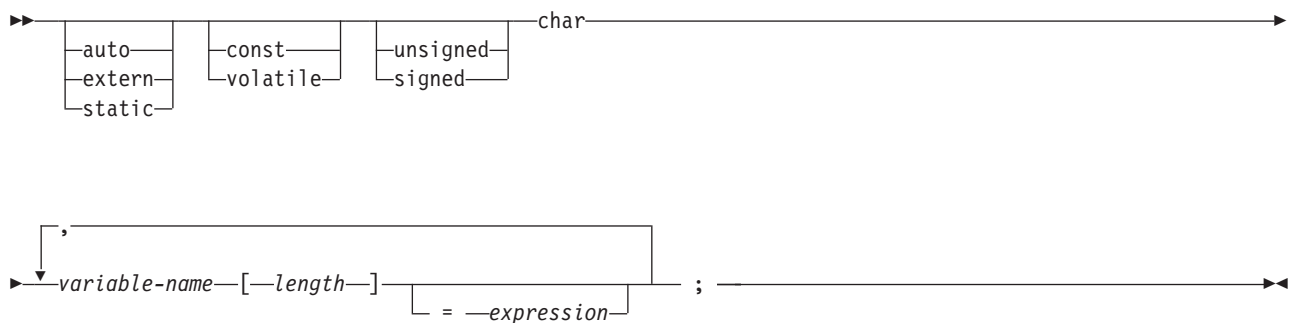 char
auto const unsigned
extern volatile signed
static
,
variable-name [ length ] ;
= expression